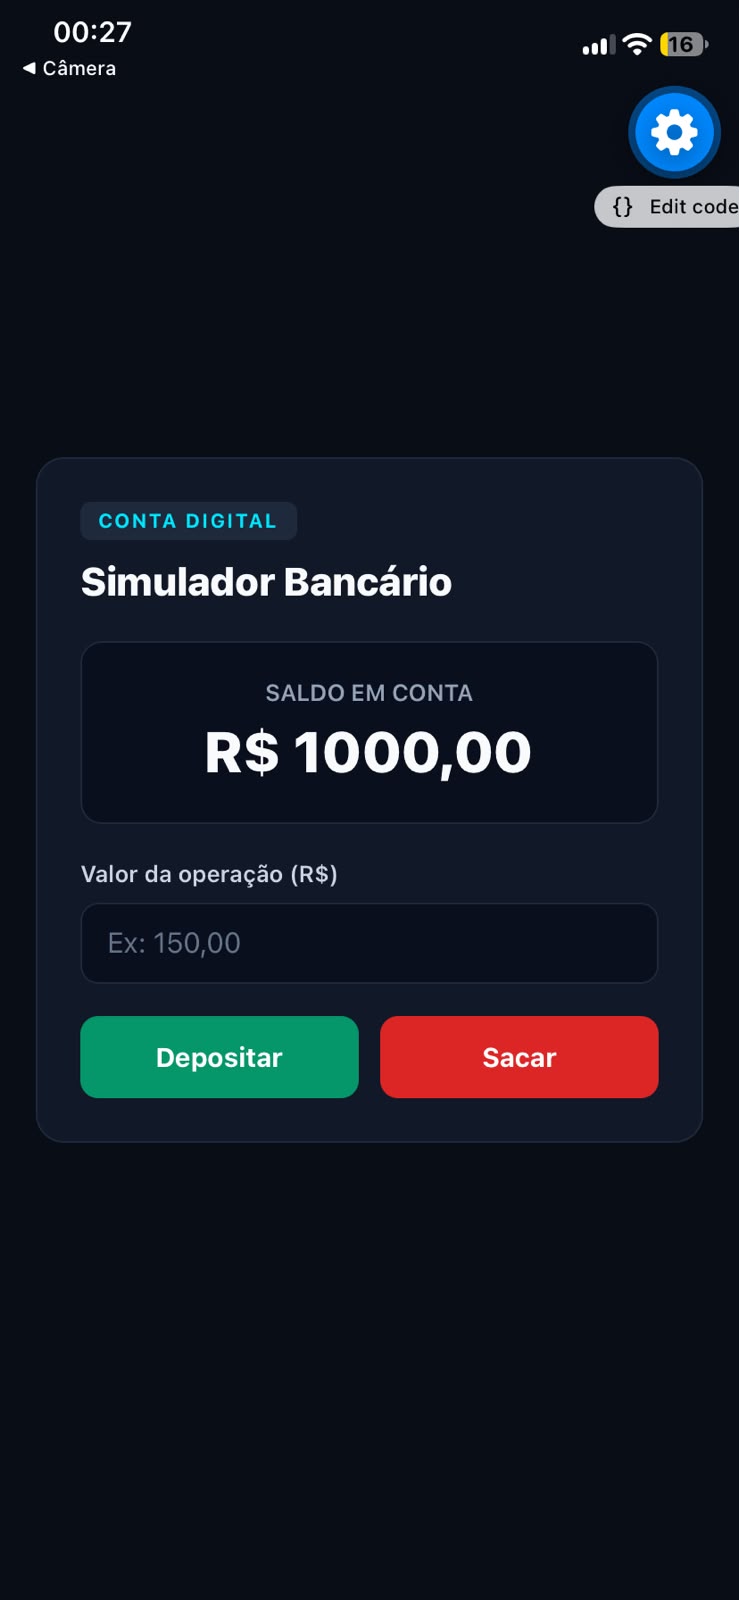 00:27
16
◀ Câmera
{} Edit code
CONTA DIGITAL
Simulador Bancário
SALDO EM CONTA
R$ 1000,00
Valor da operação (R$)
Ex: 150,00
Depositar
Sacar